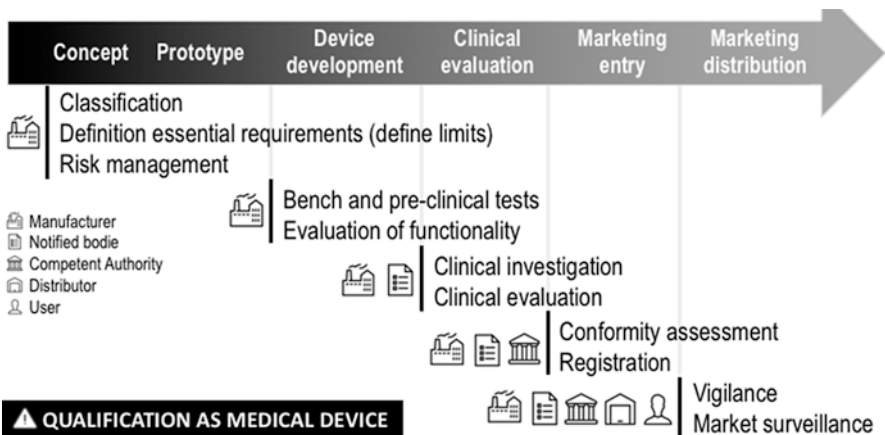 Concept
Prototype
Device
development
Clinical
evaluation
Marketing
entry
Marketing
distribution
Classification
Definition essential requirements (define limits)
Risk management
Bench and pre-clinical tests
Evaluation of functionality
Manufacturer
Notified bodie
Competent Authority
Distributor
User
Clinical investigation
Clinical evaluation
Conformity assessment
Registration
Vigilance
Market surveillance
QUALIFICATION AS MEDICAL DEVICE